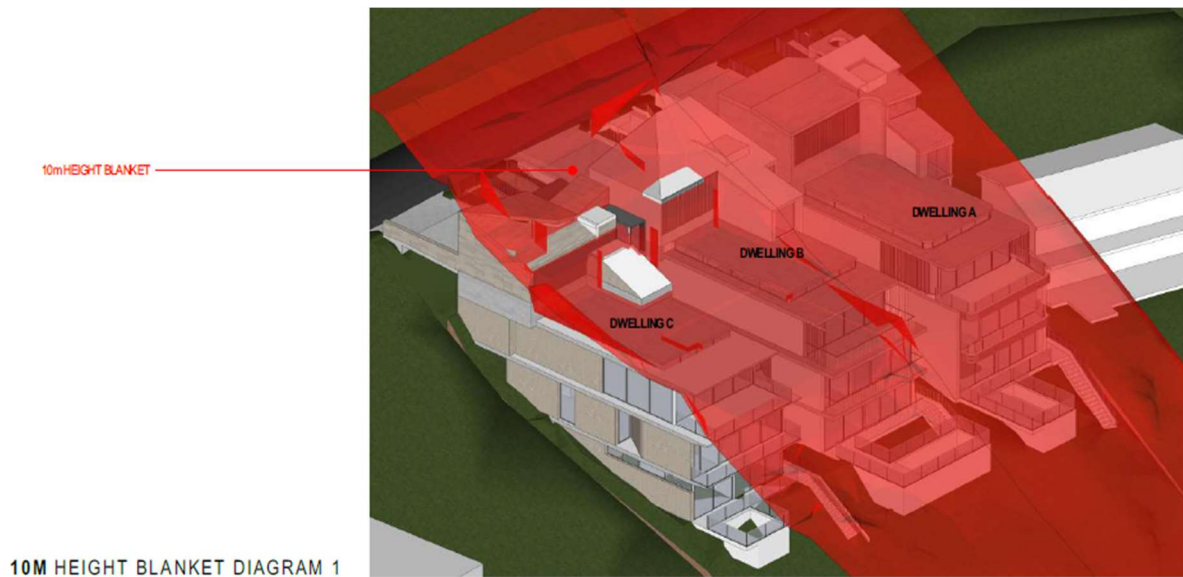 10m HEIGHT BLANKET
DWELLING A
DWELLING B
DWELLING C
10M HEIGHT BLANKET DIAGRAM 1